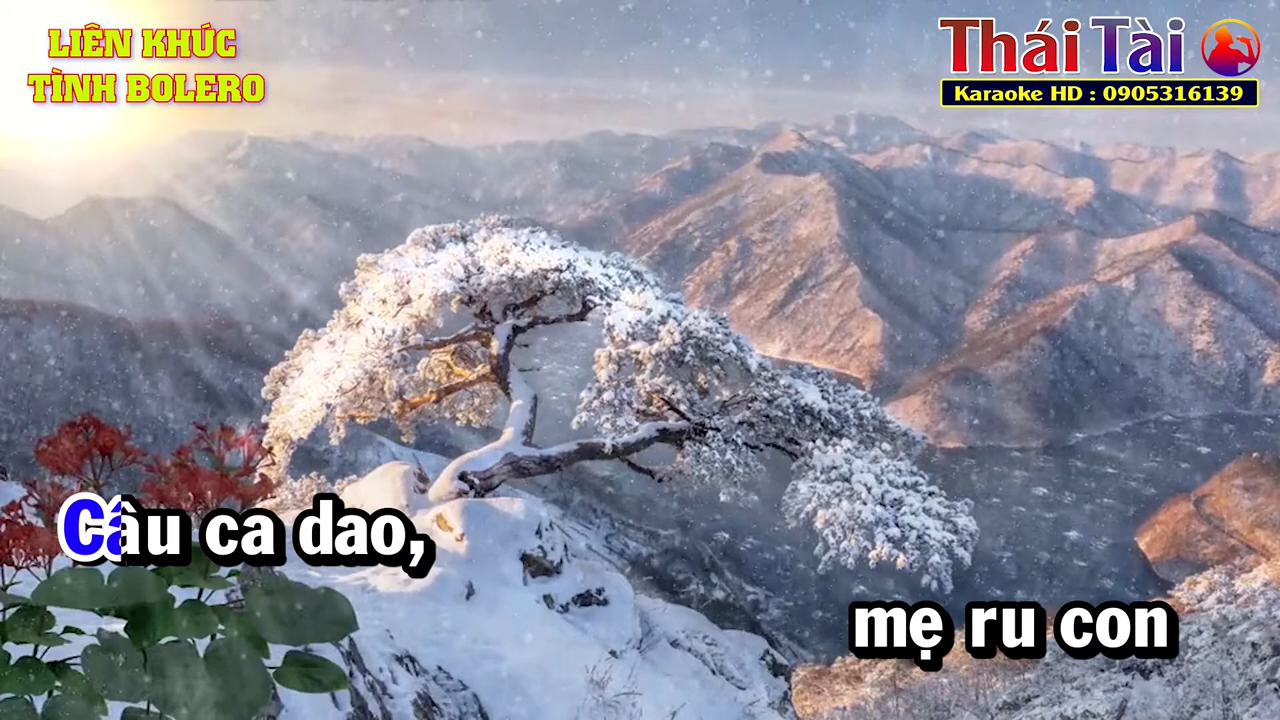 LIÊN KHÚC
TÌNH BOLERO
Thái Tài
Karaoke HD : 0905316139
Câu ca dao,
mẹ ru con